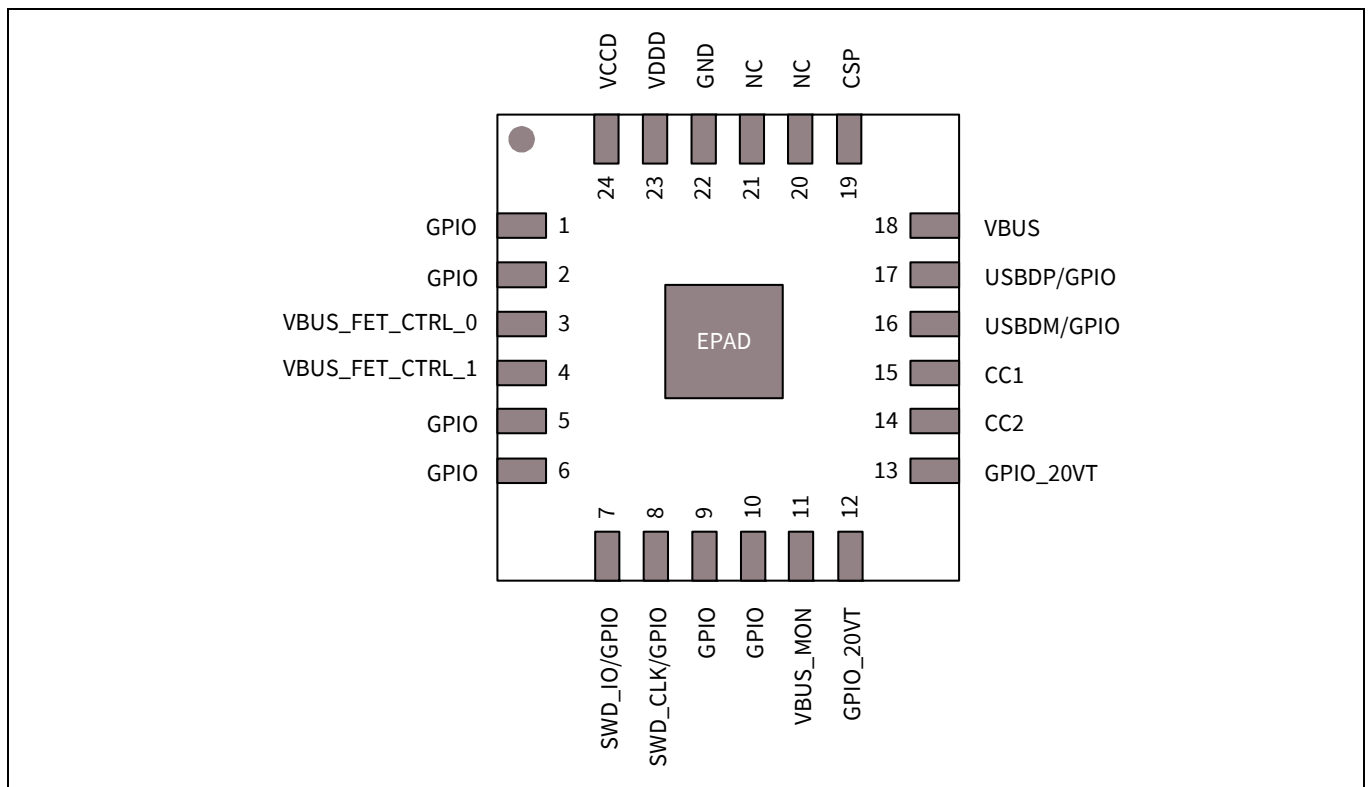 VCCD
VDDD
GND
NC
NC
CSP
24
23
22
21
20
19
GPIO 1
GPIO 2
VBUS_FET_CTRL_0 3
VBUS_FET_CTRL_1 4
GPIO 5
GPIO 6
EPAD
18 VBUS
17 USBDP/GPIO
16 USBDM/GPIO
15 CC1
14 CC2
13 GPIO_20VT
7
8
9
10
11
12
SWD_IO/GPIO
SWD_CLK/GPIO
GPIO
GPIO
VBUS_MON
GPIO_20VT